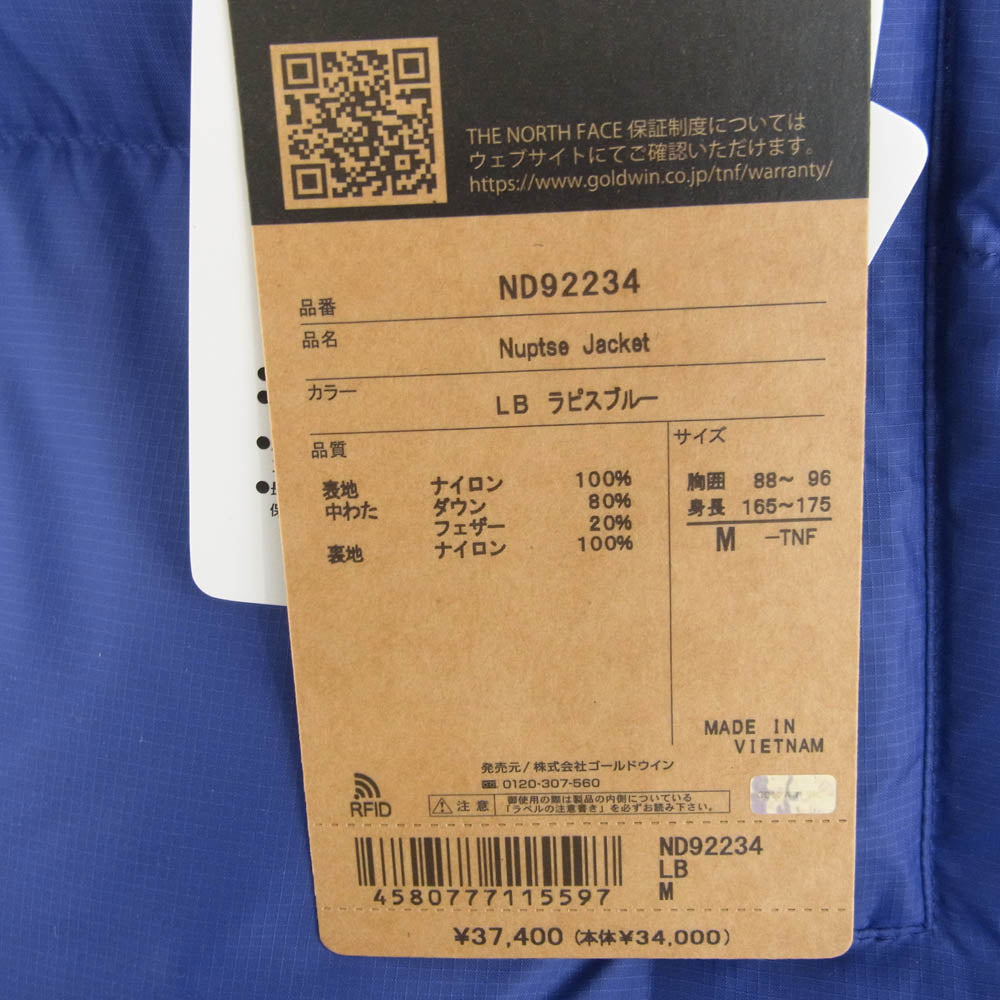 THE NORTH FACE 保証制度については
ウェブサイトにてご確認いただけます。
https://www.goldwin.co.jp/tnf/warranty/
品番 ND92234
品名 Nuptse Jacket
カラー LB ラピスブルー
品質
表地 ナイロン 100%
中わた ダウン 80%
フェザー 20%
裏地 ナイロン 100%
サイズ
胸囲 88~ 96
身長 165~175
M -TNF
MADE IN
VIETNAM
発売元/株式会社ゴールドウイン
0120-307-560
RFID
注意
御使用の際は製品の内側についている
「ラベルの注意書き」を必ずお読み下さい。
4580777115597
ND92234
LB
M
¥37,400 (本体¥34,000)